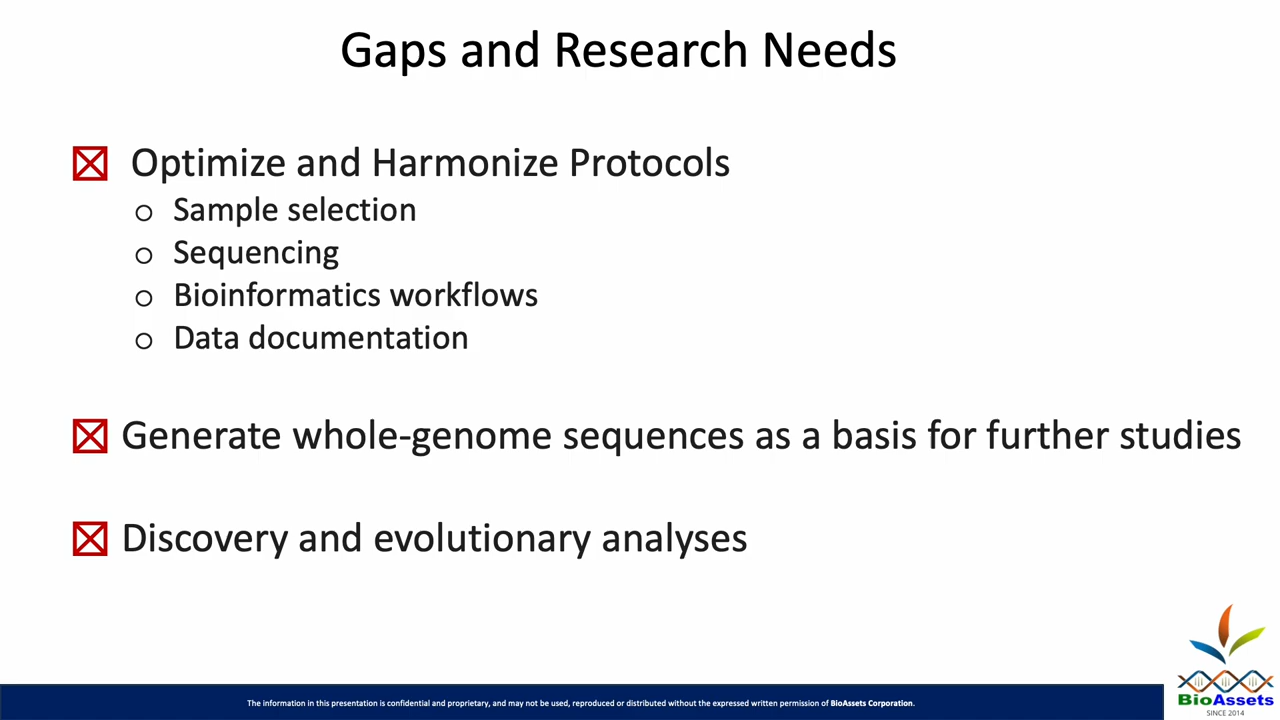 Gaps and Research Needs
Optimize and Harmonize Protocols
Sample selection
Sequencing
Bioinformatics workflows
Data documentation
Generate whole-genome sequences as a basis for further studies
Discovery and evolutionary analyses
The information in this presentation is confidential and proprietary, and may not be used, reproduced or distributed without the expressed written permission of BioAssets Corporation.
BioAssets
SINCE 2014